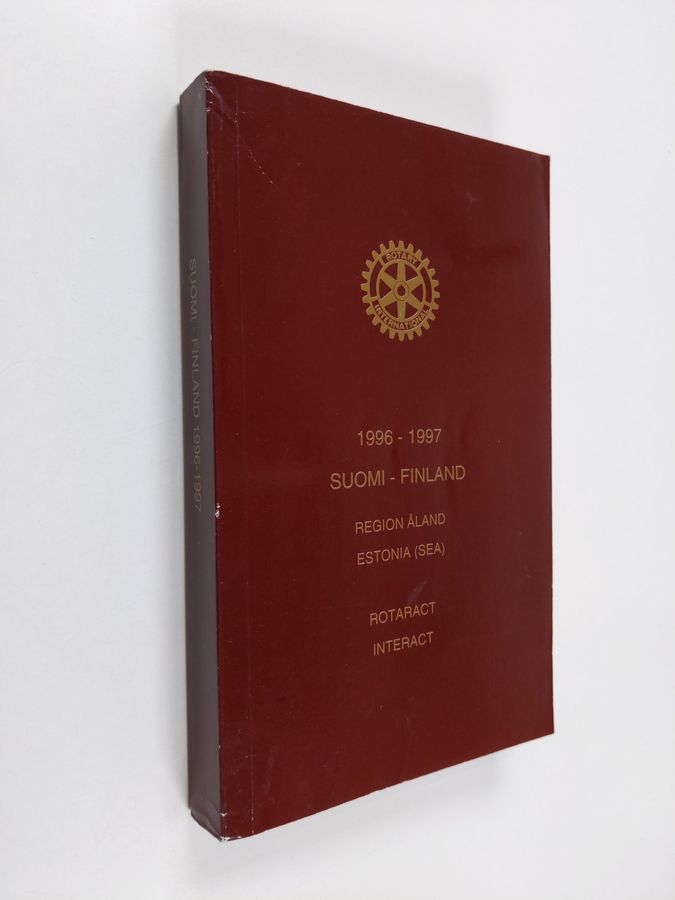 ROTARY
INTERNATIONAL
1996 - 1997
SUOMI - FINLAND
REGION ÅLAND
ESTONIA (SEA)
ROTARACT
INTERACT
SUOMI - FINLAND 1996-1997